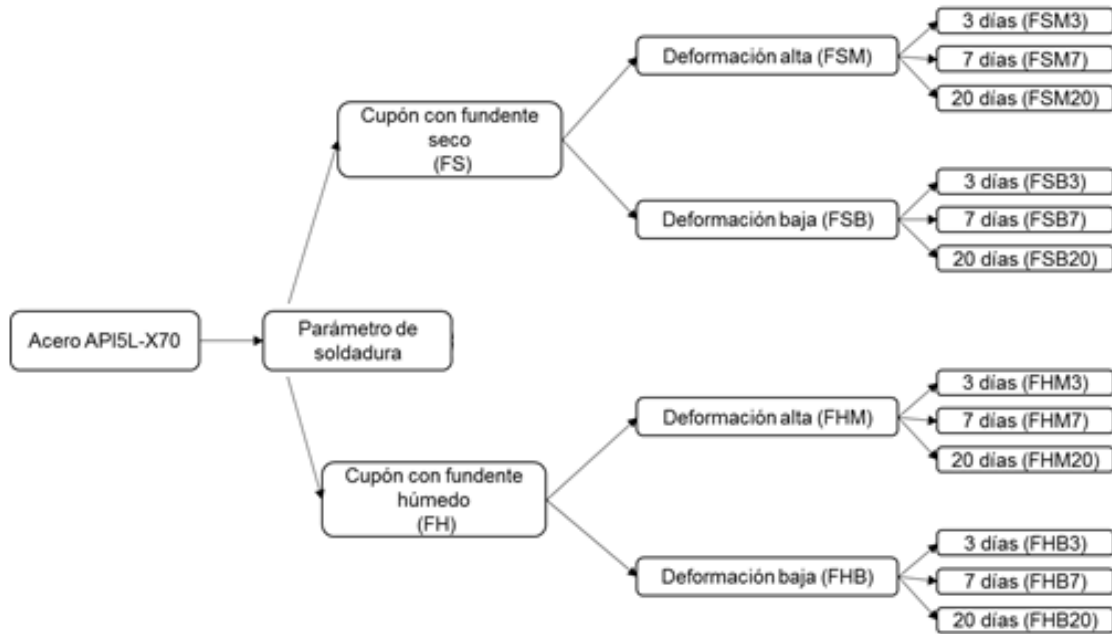 Acero API5L-X70
Parámetro de
soldadura
Cupón con fundente
seco
(FS)
Deformación alta (FSM)
3 días (FSM3)
7 días (FSM7)
20 días (FSM20)
Deformación baja (FSB)
3 días (FSB3)
7 días (FSB7)
20 días (FSB20)
Cupón con fundente
húmedo
(FH)
Deformación alta (FHM)
3 días (FHM3)
7 días (FHM7)
20 días (FHM20)
Deformación baja (FHB)
3 días (FHB3)
7 días (FHB7)
20 días (FHB20)